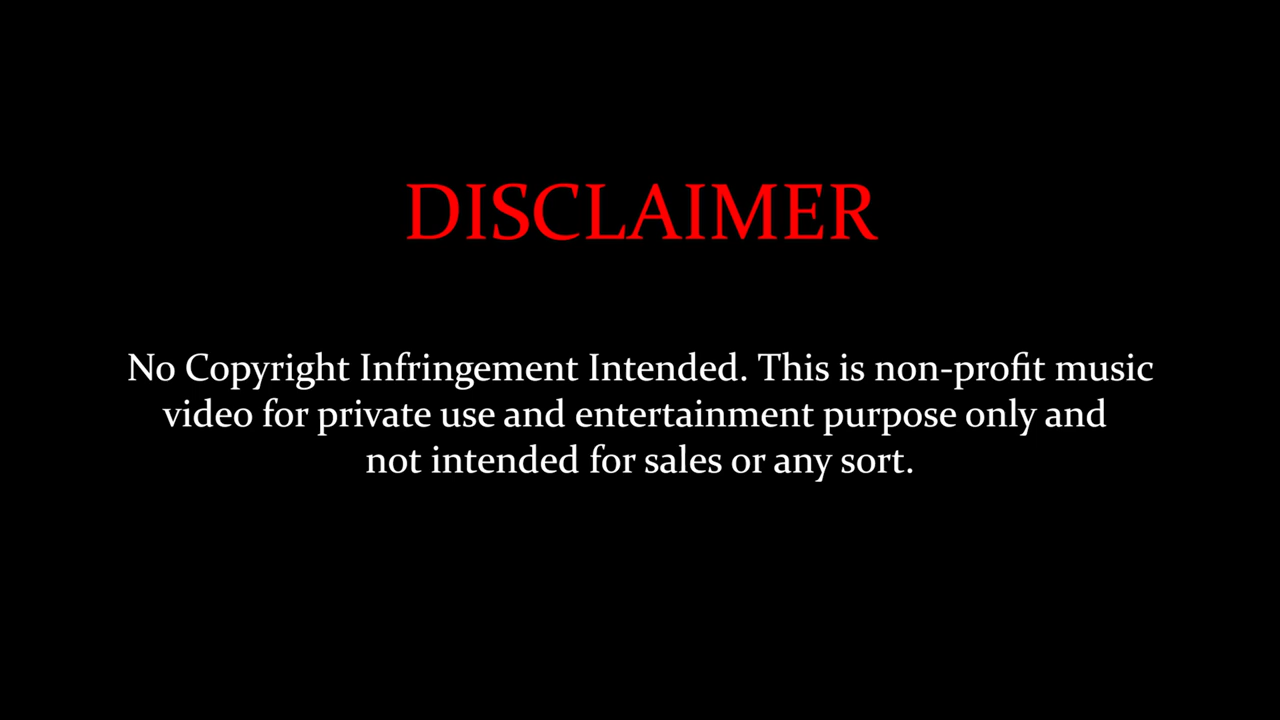 DISCLAIMER
No Copyright Infringement Intended. This is non-profit music
video for private use and entertainment purpose only and
not intended for sales or any sort.